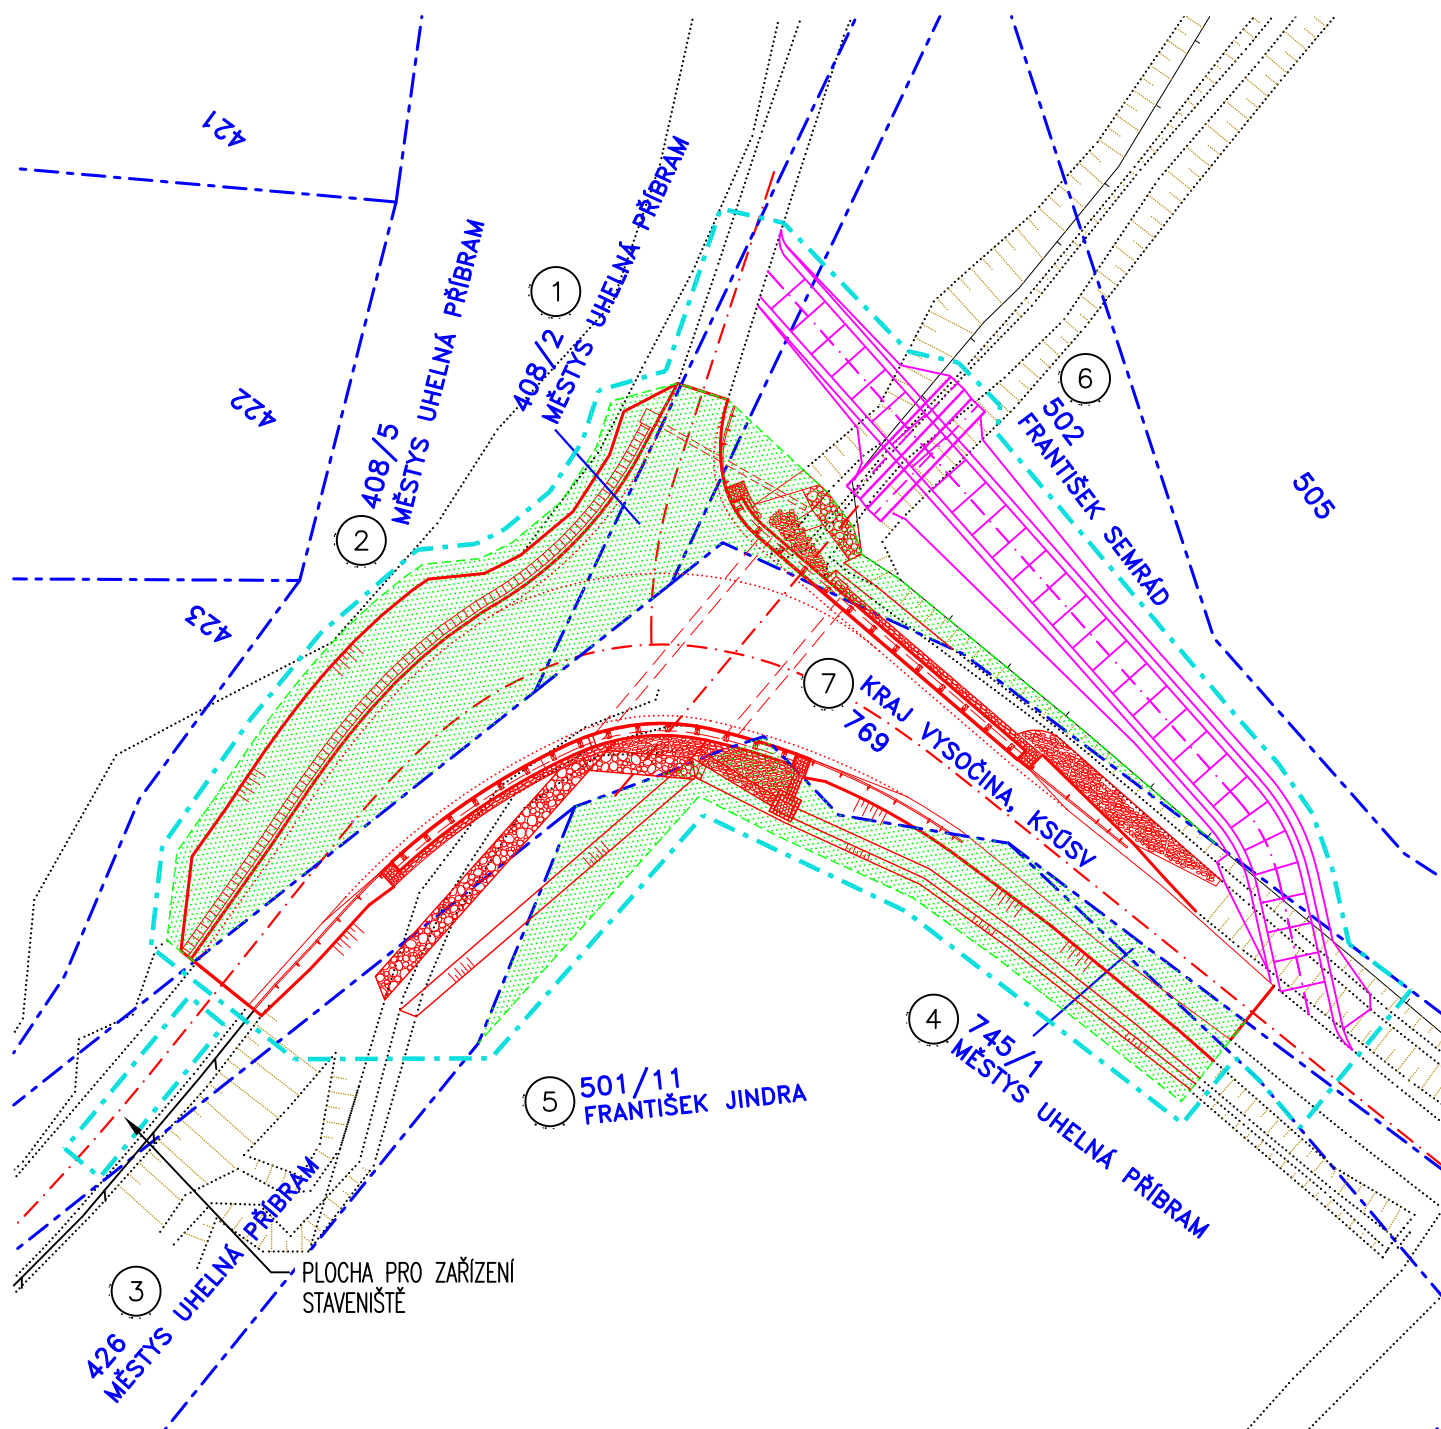 421
422
423
1
408/2
MĚSTYS UHELNÁ PŘÍBRAM
2
408/5
MĚSTYS UHELNÁ PŘÍBRAM
6
502
FRANTIŠEK SEMRÁD
505
7
KRAJ VYSOČINA, KSÚSV
769
4
745/1
MĚSTYS UHELNÁ PŘÍBRAM
5
501/11
FRANTIŠEK JINDRA
3
426
MĚSTYS UHELNÁ PŘÍBRAM
PLOCHA PRO ZAŘÍZENÍ
STAVENIŠTĚ